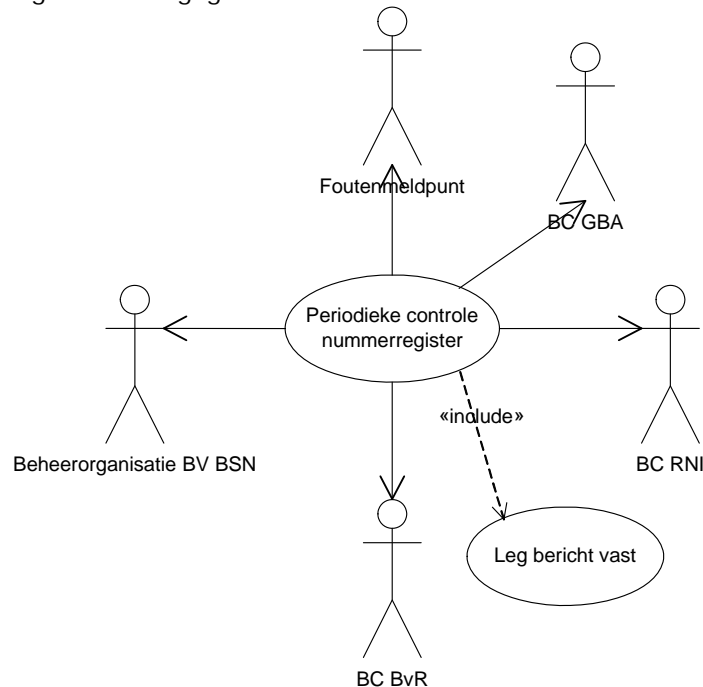 Foutenmeldpunt
BC GBA
Periodieke controle
nummerregister
«include»
Beheerorganisatie BV BSN
BC RNI
Leg bericht vast
BC BvR